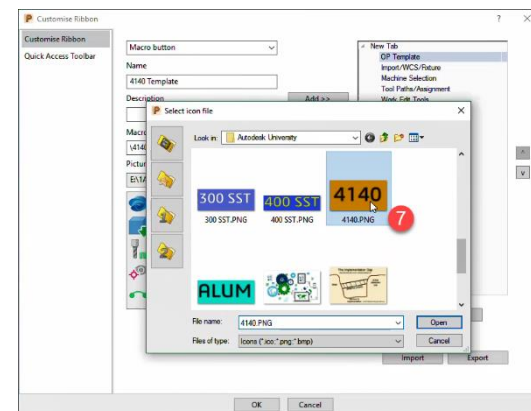 Customise Ribbon
Customise Ribbon
Quick Access Toolbar
Macro button
Name
4140 Template
Description
Add >>
New Tab
OP Template
Import/WCS/Fixture
Machine Selection
Tool Paths/Assignment
Work Edit Tools
Select icon file
Look in:
Autodesk University
300 SST
400 SST
4140
300 SST.PNG
400 SST.PNG
4140.PNG
7
ALUM
File name:
4140.PNG
Open
Files of type:
Icons (*.ico;*.png;*.bmp)
Cancel
Import
Export
OK
Cancel